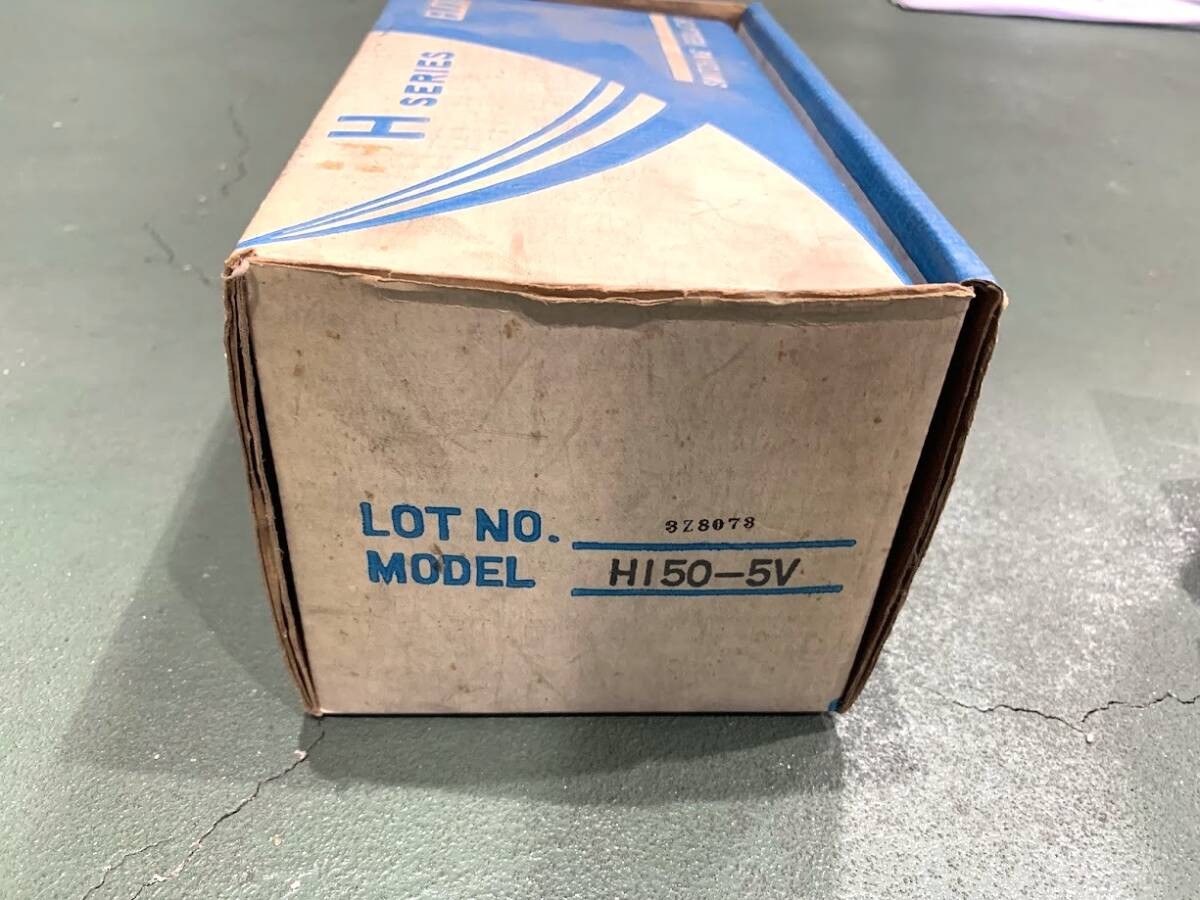 H SERIES
LOT NO. 3Z8073
MODEL H150-5V